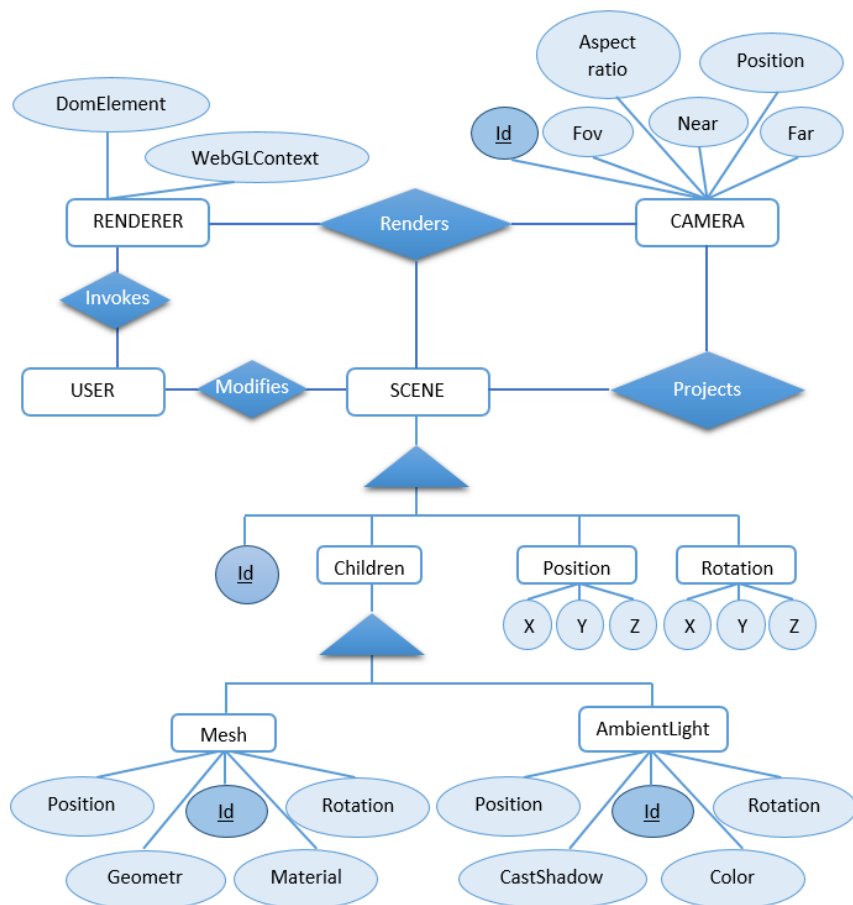 Aspect
ratio
Position
DomElement
Id
Fov
Near
Far
WebGLContext
RENDERER
Renders
CAMERA
Invokes
USER
Modifies
SCENE
Projects
Id
Children
Position
Rotation
X
Y
Z
X
Y
Z
Mesh
AmbientLight
Position
Id
Rotation
Position
Id
Rotation
Geometr
Material
CastShadow
Color